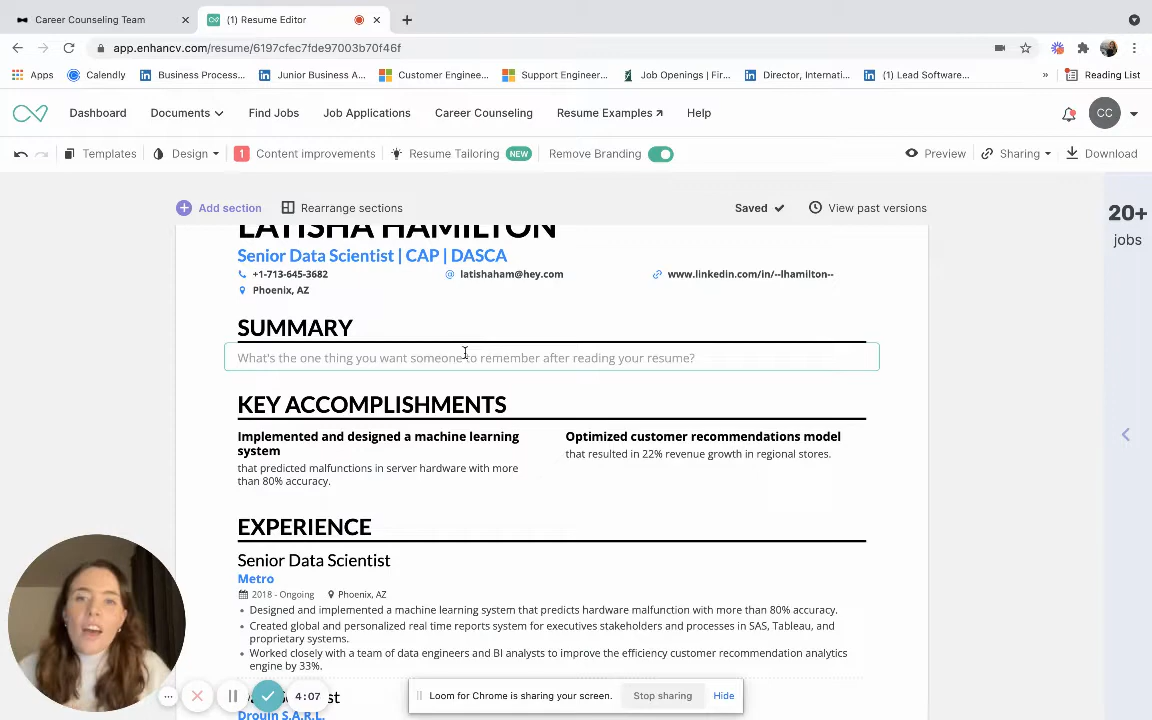 Career Counseling Team
(1) Resume Editor
app.enhancv.com/resume/6197cfec7fde97003b70f46f
Apps
Calendly
Business Process...
Junior Business A...
Customer Enginee...
Support Engineer...
Job Openings | Fir...
Director, Internati...
(1) Lead Software...
»
Reading List
Dashboard
Documents
Find Jobs
Job Applications
Career Counseling
Resume Examples
Help
CC
Templates
Design
1
Content improvements
Resume Tailoring
NEW
Remove Branding
Preview
Sharing
Download
Add section
Rearrange sections
Saved
View past versions
20+
jobs
LATISHA HAMILTON
Senior Data Scientist | CAP | DASCA
+1-713-645-3682
@ latishaham@hey.com
www.linkedin.com/in/--lhamilton--
Phoenix, AZ
SUMMARY
What's the one thing you want someone to remember after reading your resume?
KEY ACCOMPLISHMENTS
Implemented and designed a machine learning
system
that predicted malfunctions in server hardware with more
than 80% accuracy.
Optimized customer recommendations model
that resulted in 22% revenue growth in regional stores.
EXPERIENCE
Senior Data Scientist
Metro
2018 - Ongoing
Phoenix, AZ
• Designed and implemented a machine learning system that predicts hardware malfunction with more than 80% accuracy.
• Created global and personalized real time reports system for executives stakeholders and processes in SAS, Tableau, and
proprietary systems.
• Worked closely with a team of data engineers and BI analysts to improve the efficiency customer recommendation analytics
engine by 33%.
Drouin S.A.R.L.
4:07
Loom for Chrome is sharing your screen.
Stop sharing
Hide